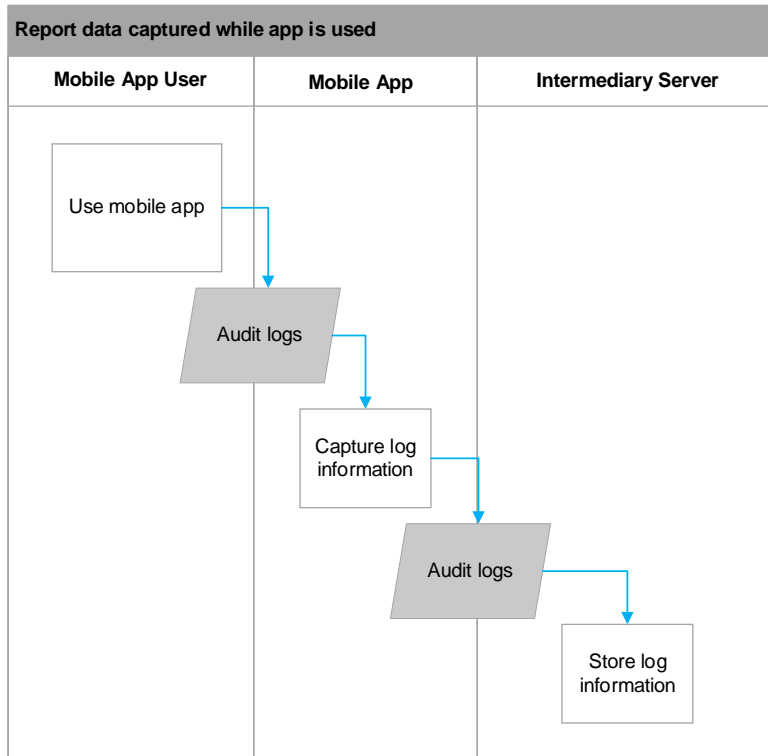 Report data captured while app is used
Mobile App User
Mobile App
Intermediary Server
Use mobile app
Audit logs
Capture log
information
Audit logs
Store log
information